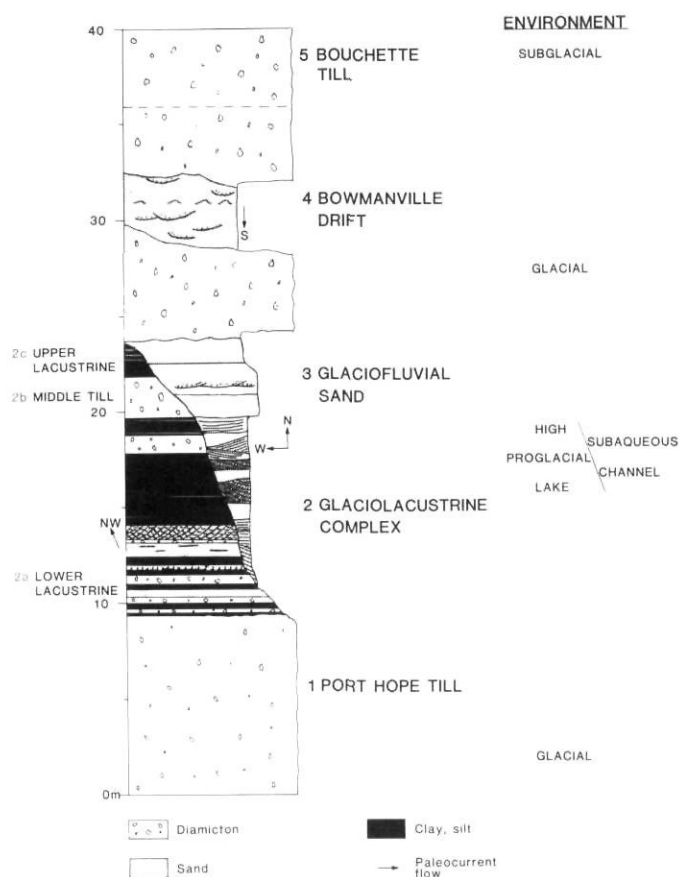 ENVIRONMENT
40
5 BOUCHETTE
TILL
SUBGLACIAL
4 BOWMANVILLE
DRIFT
30
S
GLACIAL
2c UPPER
LACUSTRINE
3 GLACIOFLUVIAL
SAND
2b MIDDLE TILL
20
N
W
HIGH
SUBAQUEOUS
PROGLACIAL
CHANNEL
LAKE
2 GLACIOLACUSTRINE
COMPLEX
NW
2a LOWER
LACUSTRINE
10
1 PORT HOPE TILL
GLACIAL
0m
Diamicton
Clay, silt
Sand
Paleocurrent
flow